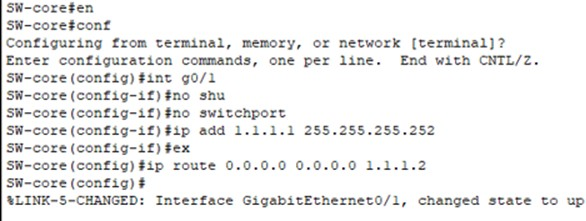 SW-core#en
SW-core#conf
Configuring from terminal, memory, or network [terminal]?
Enter configuration commands, one per line.  End with CNTL/Z.
SW-core(config)#int g0/1
SW-core(config-if)#no shu
SW-core(config-if)#no switchport
SW-core(config-if)#ip add 1.1.1.1 255.255.255.252
SW-core(config-if)#ex
SW-core(config)#ip route 0.0.0.0 0.0.0.0 1.1.1.2
SW-core(config)#
%LINK-5-CHANGED: Interface GigabitEthernet0/1, changed state to up